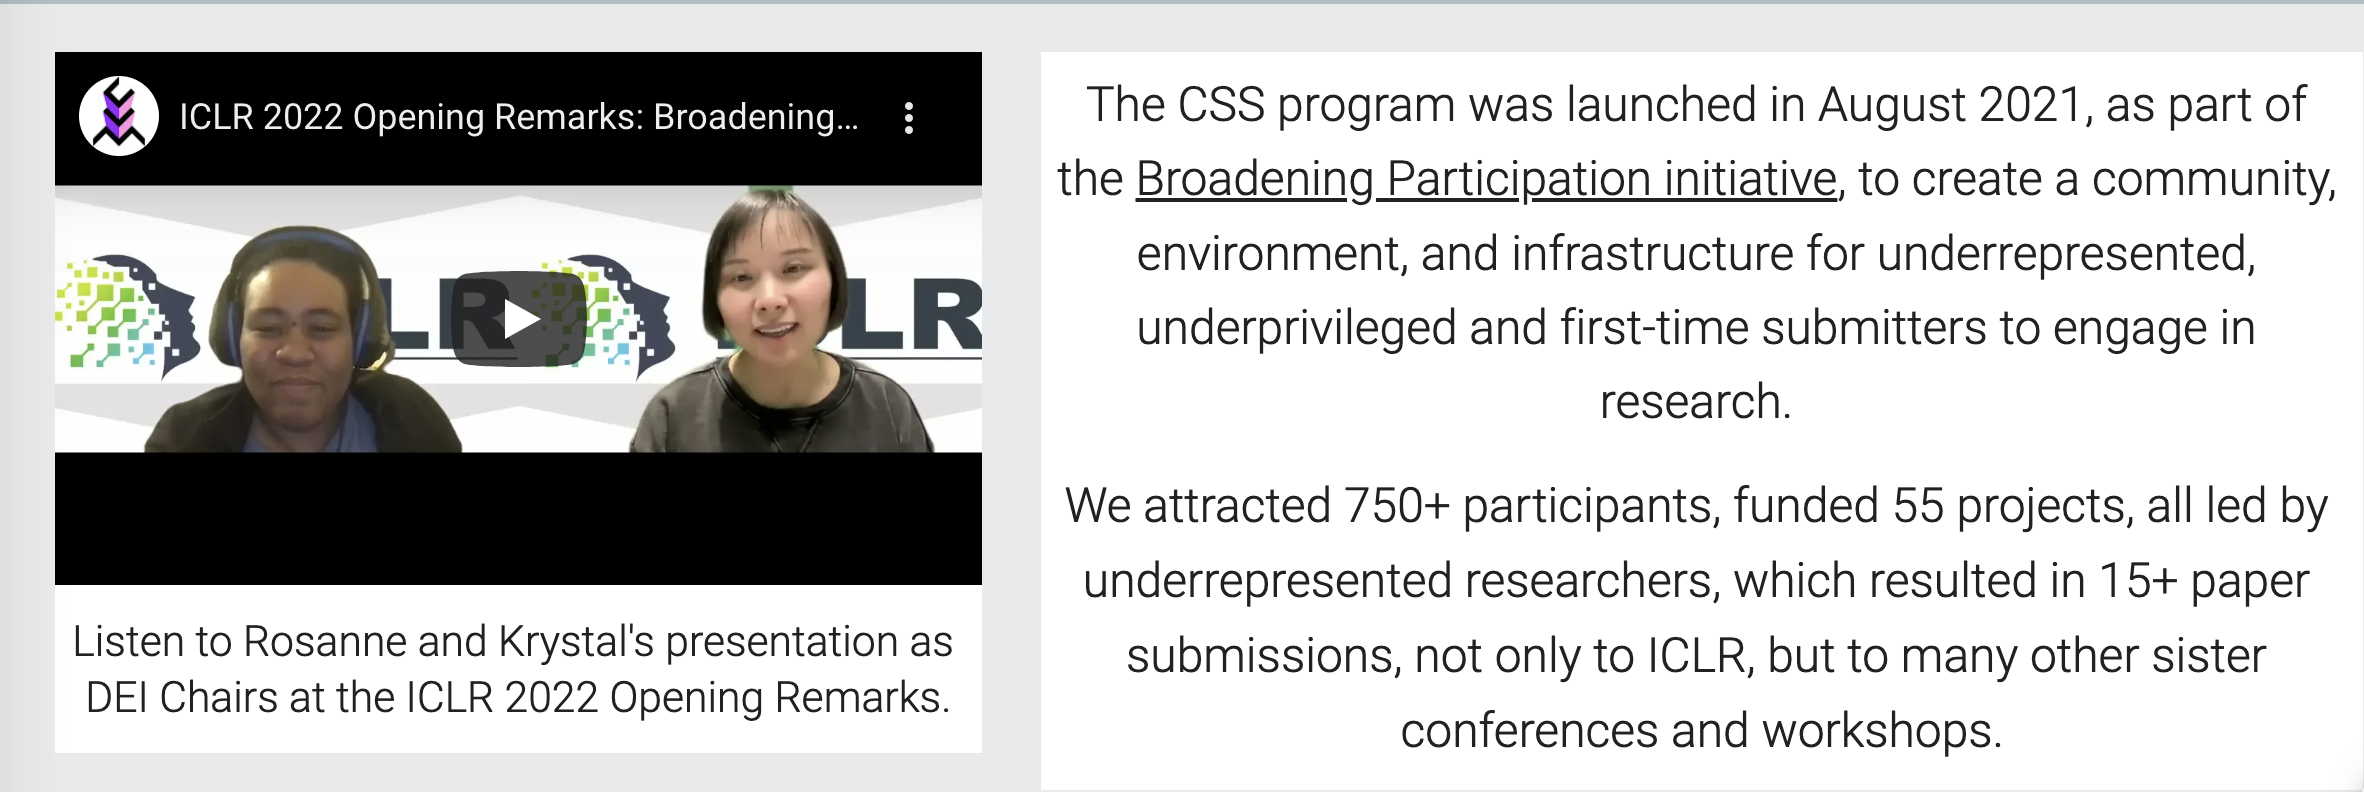 ICLR 2022 Opening Remarks: Broadening...
LR
LR
Listen to Rosanne and Krystal's presentation as
DEI Chairs at the ICLR 2022 Opening Remarks.
The CSS program was launched in August 2021, as part of
the Broadening Participation initiative, to create a community,
environment, and infrastructure for underrepresented,
underprivileged and first-time submitters to engage in
research.
We attracted 750+ participants, funded 55 projects, all led by
underrepresented researchers, which resulted in 15+ paper
submissions, not only to ICLR, but to many other sister
conferences and workshops.